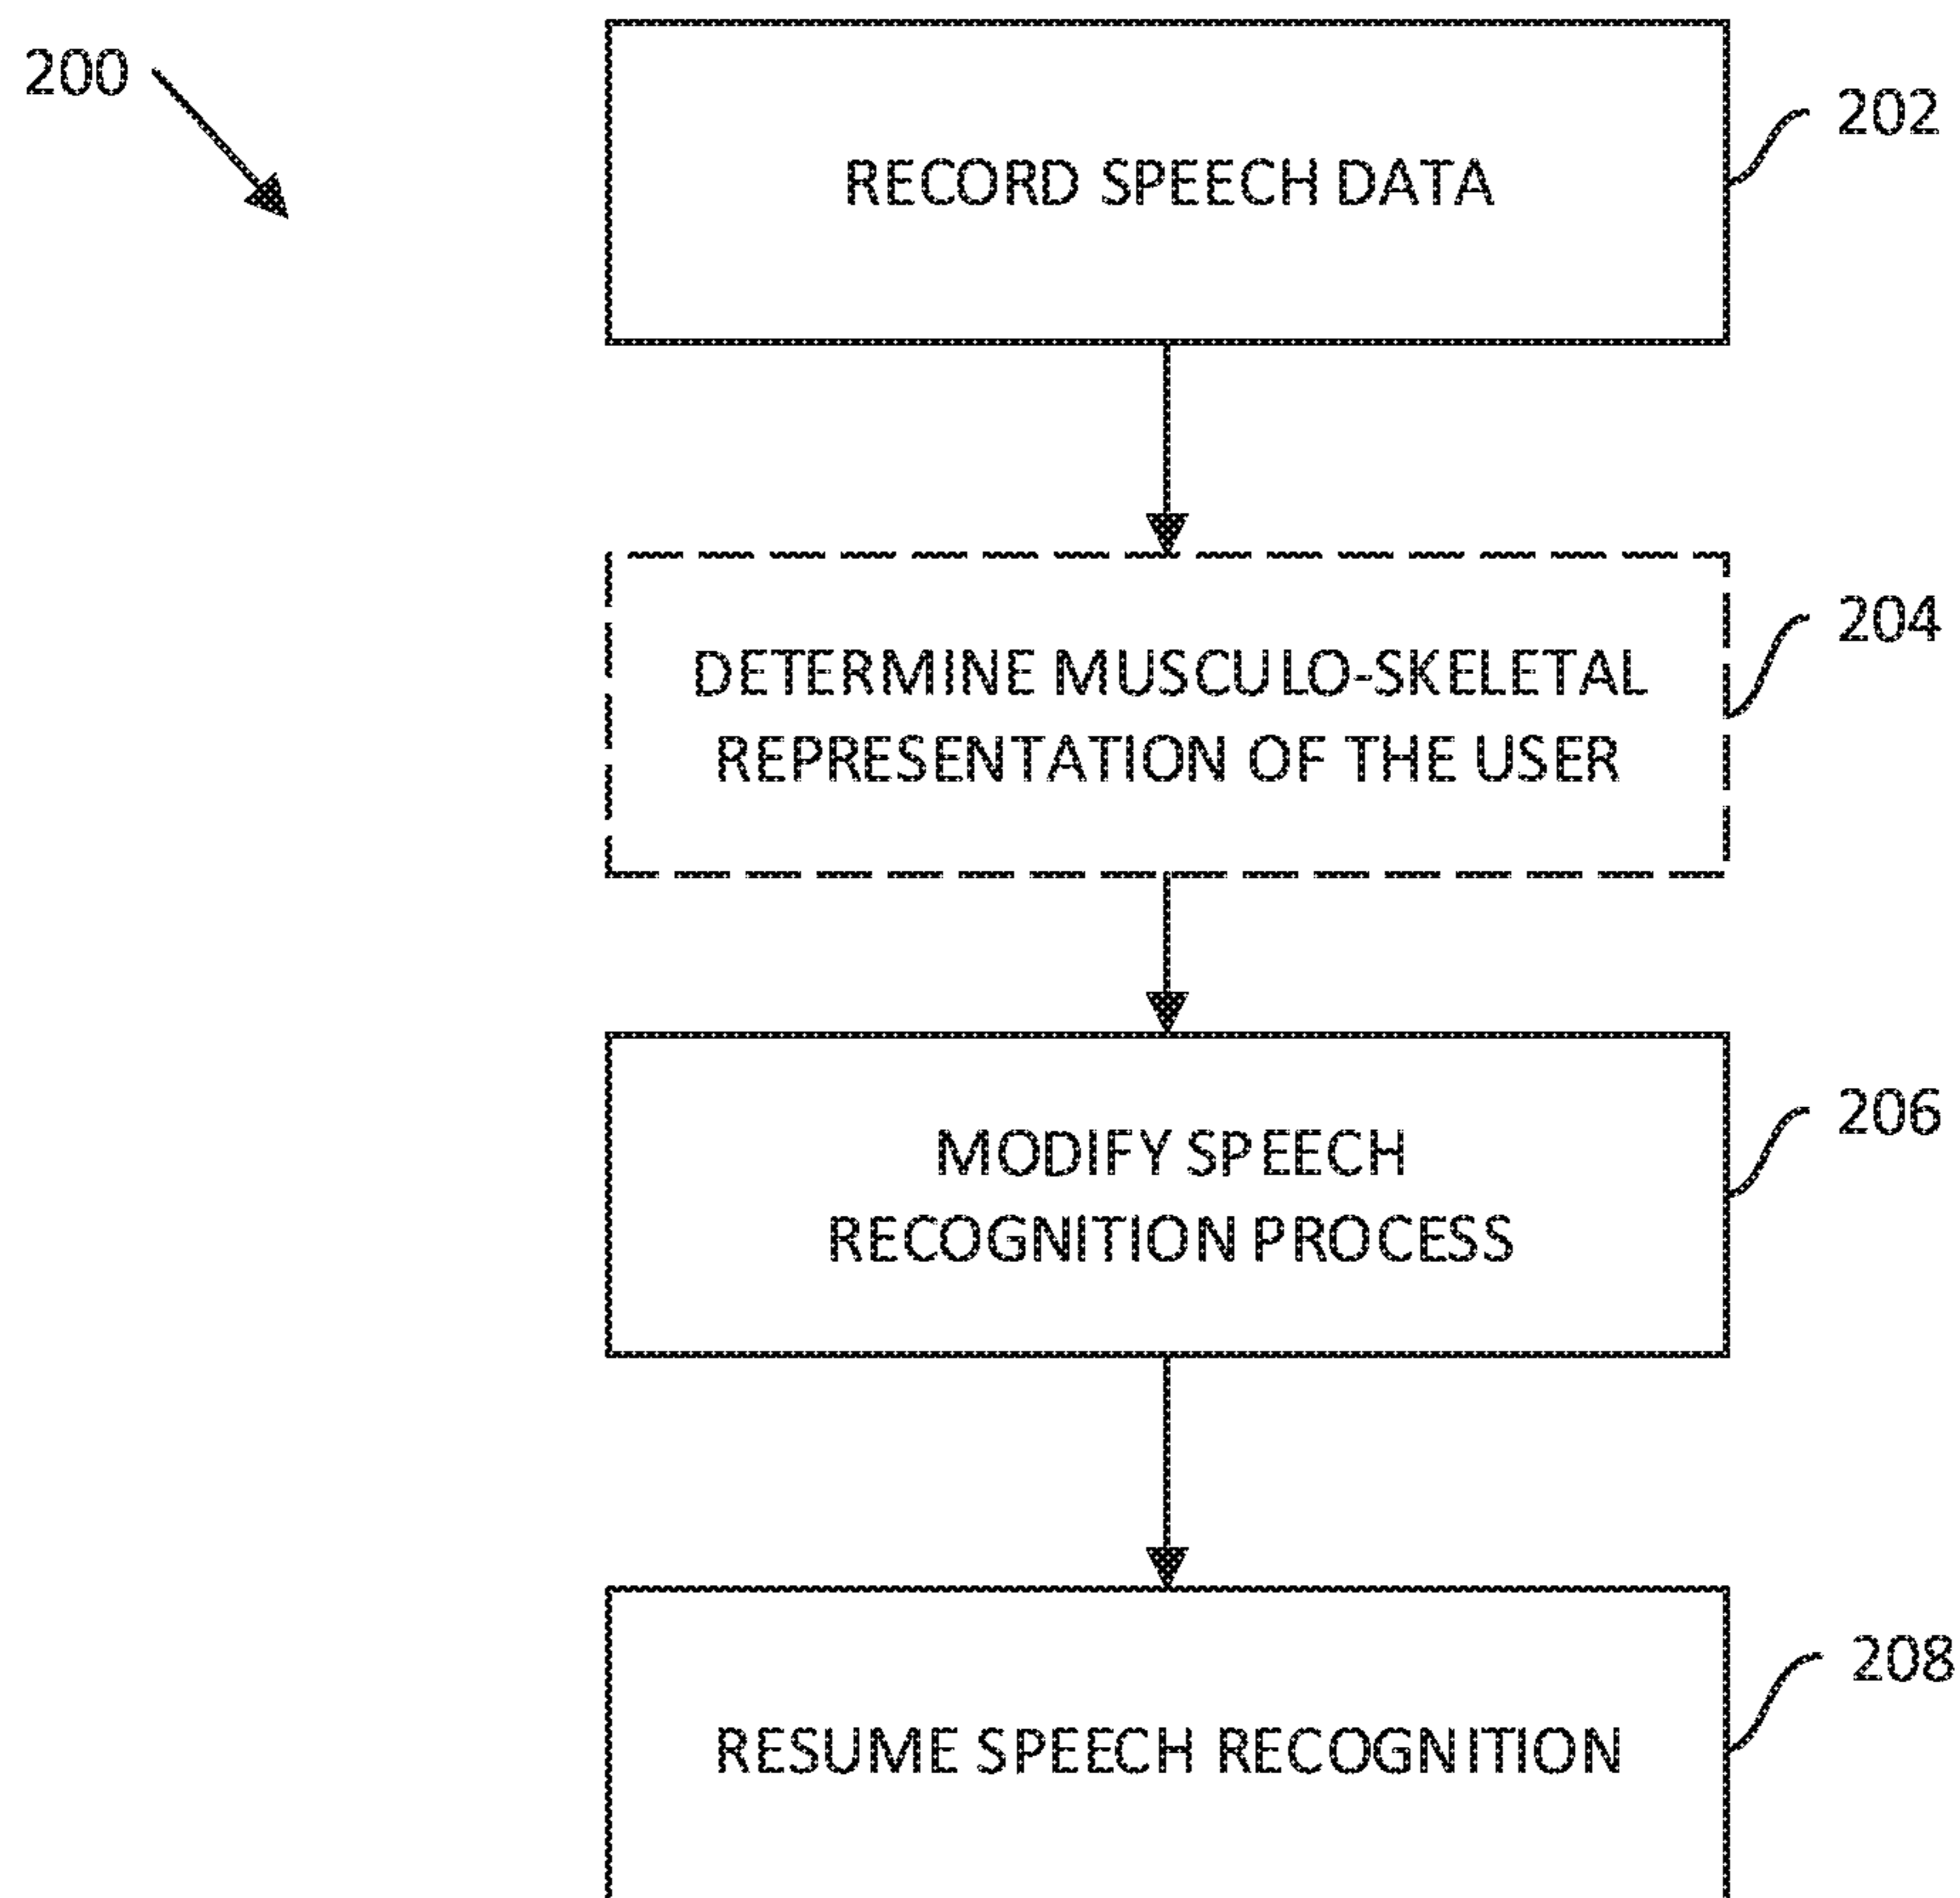 200
RECORD SPEECH DATA
202
DETERMINE MUSCULO-SKELETAL
REPRESENTATION OF THE USER
204
MODIFY SPEECH
RECOGNITION PROCESS
206
RESUME SPEECH RECOGNITION
208